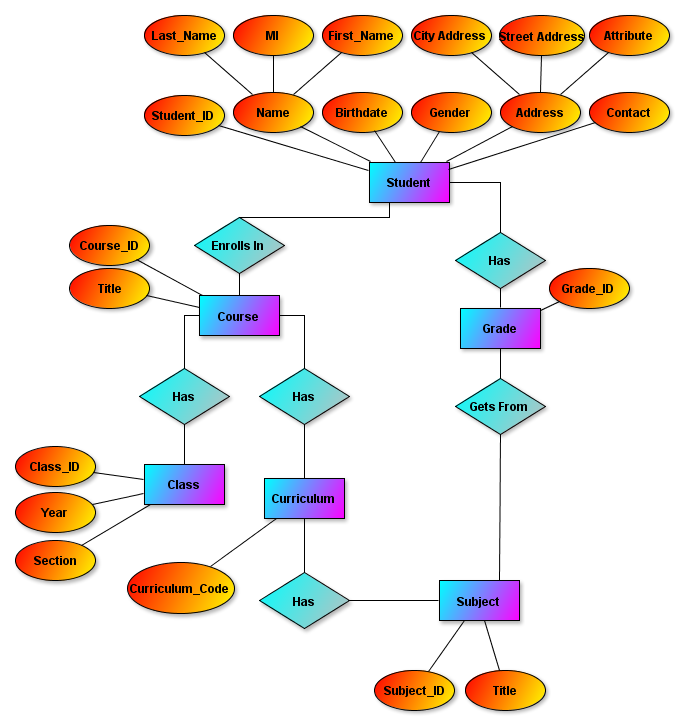 Last_Name
MI
First_Name
City Address
Street Address
Attribute
Student_ID
Name
Birthdate
Gender
Address
Contact
Student
Enrolls In
Has
Course_ID
Title
Course
Grade_ID
Grade
Has
Has
Gets From
Class_ID
Year
Section
Class
Curriculum
Curriculum_Code
Has
Subject
Subject_ID
Title